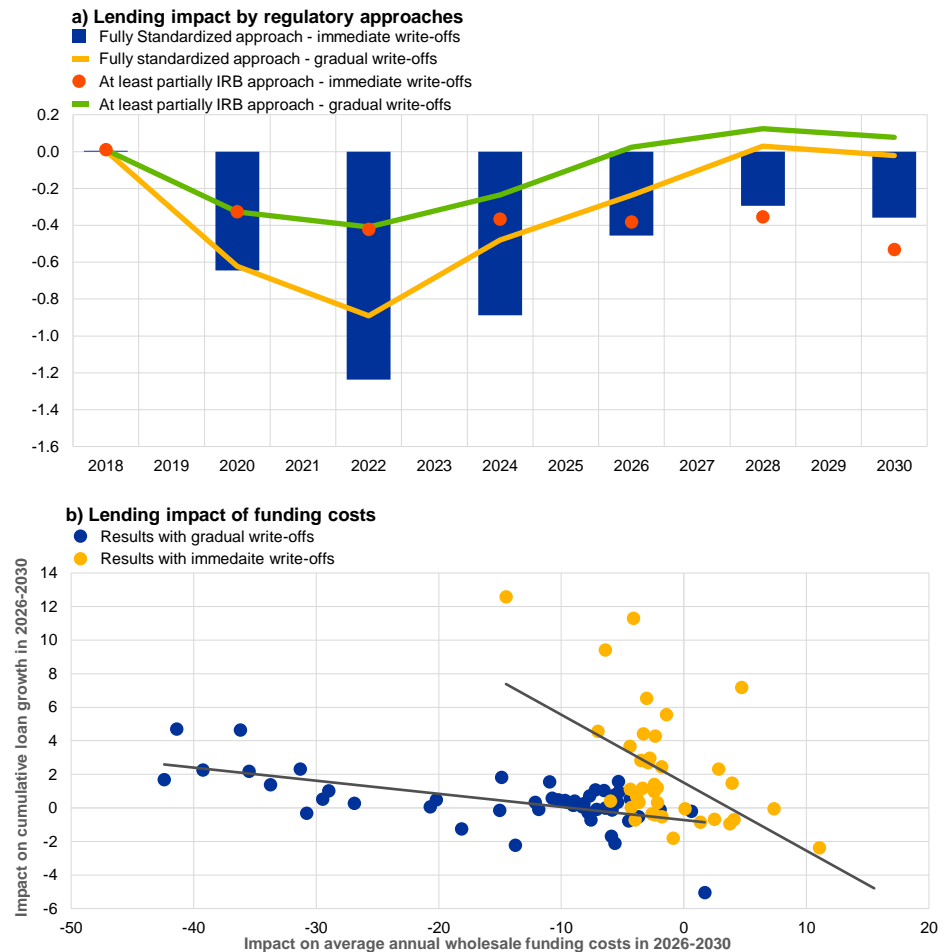 a) Lending impact by regulatory approaches
Fully Standardized approach - immediate write-offs
Fully standardized approach - gradual write-offs
At least partially IRB approach - immediate write-offs
At least partially IRB approach - gradual write-offs
0.2
0.0
-0.2
-0.4
-0.6
-0.8
-1.0
-1.2
-1.4
-1.6
2018 2019 2020 2021 2022 2023 2024 2025 2026 2027 2028 2029 2030
b) Lending impact of funding costs
Results with gradual write-offs
Results with immedaite write-offs
Impact on cumulative loan growth in 2026-2030
14
12
10
8
6
4
2
0
-2
-4
-6
-50 -40 -30 -20 -10 0 10 20
Impact on average annual wholesale funding costs in 2026-2030